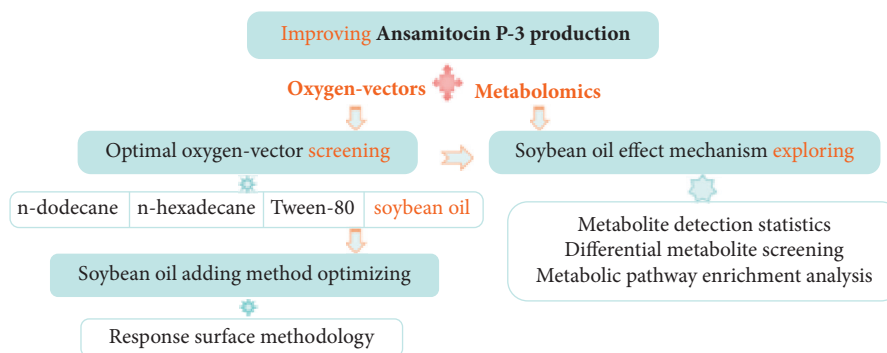 Improving Ansamitocin P-3 production
Oxygen-vectors Metabolomics
Optimal oxygen-vector screening
Soybean oil effect mechanism exploring
n-dodecane n-hexadecane Tween-80 soybean oil
Metabolite detection statistics
Differential metabolite screening
Metabolic pathway enrichment analysis
Soybean oil adding method optimizing
Response surface methodology